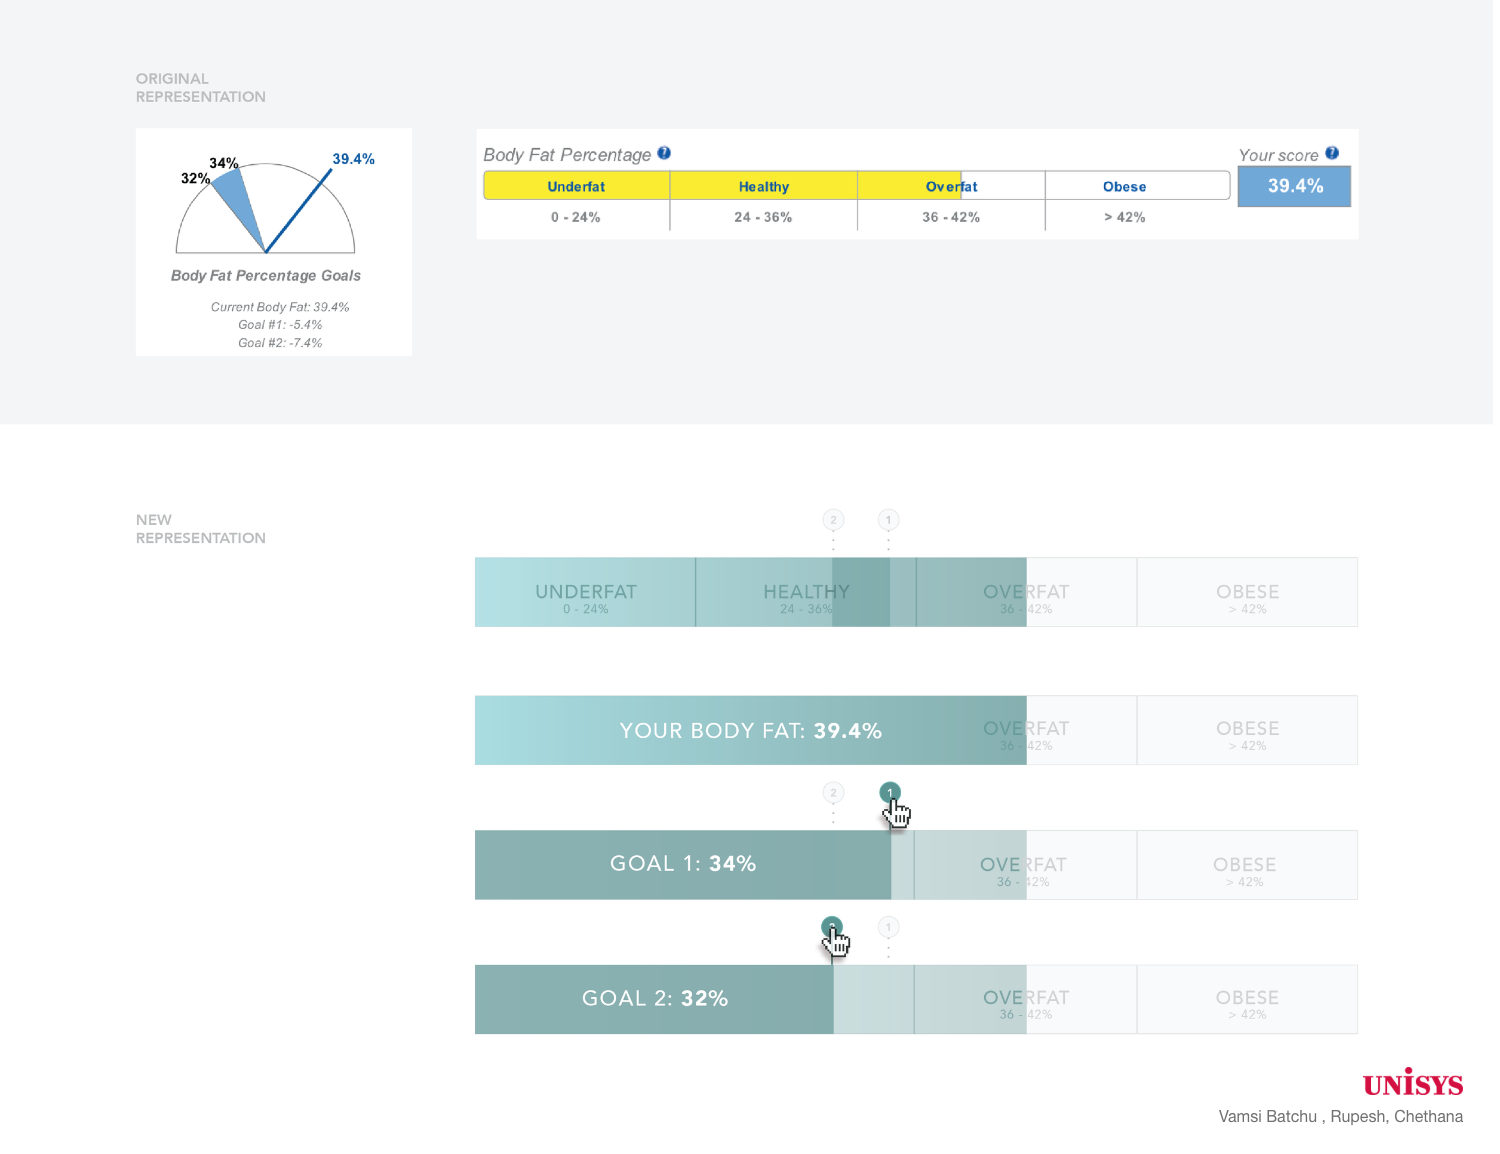 ORIGINAL
REPRESENTATION
34%
39.4%
32%
Body Fat Percentage Goals
Current Body Fat: 39.4%
Goal #1: -5.4%
Goal #2: -7.4%
Body Fat Percentage ?
Your score ?
Underfat Healthy Overfat Obese
39.4%
0 - 24% 24 - 36% 36 - 42% > 42%
NEW
REPRESENTATION
2 1
UNDERFAT HEALTHY OVERFAT OBESE
0 - 24% 24 - 36% 36 - 42% > 42%
YOUR BODY FAT: 39.4% OVERFAT OBESE
36 - 42% > 42%
2 1
GOAL 1: 34% OVERFAT OBESE
36 - 42% > 42%
2 1
GOAL 2: 32% OVERFAT OBESE
36 - 42% > 42%
UNISYS
Vamsi Batchu , Rupesh, Chethana